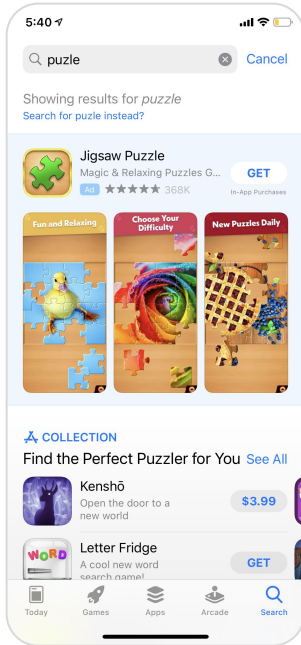 5:40
puzle
Cancel
Showing results for puzzle
Search for puzle instead?
Jigsaw Puzzle
Magic & Relaxing Puzzles G...
GET
Ad ★★★★★ 368K
In-App Purchases
Fun and Relaxing
Choose Your
Difficulty
New Puzzles Daily
COLLECTION
Find the Perfect Puzzler for You See All
Kenshō
Open the door to a
new world
$3.99
Letter Fridge
A cool new word
search game!
GET
WORD
Today
Games
Apps
Arcade
Search